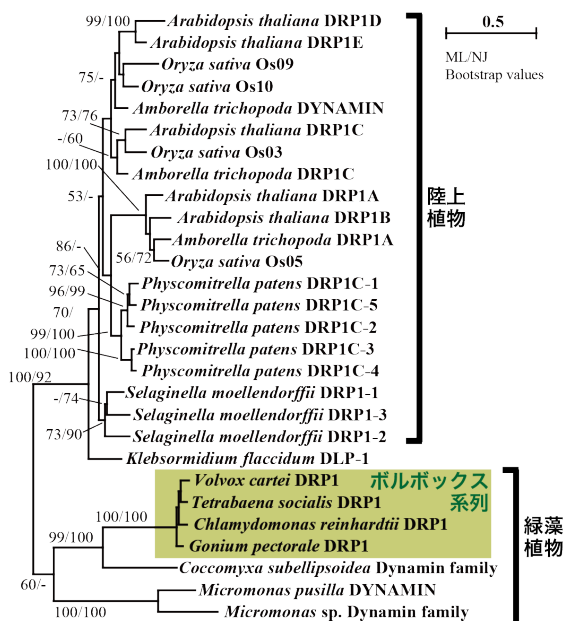 0.5
ML/NJ
Bootstrap values
99/100
Arabidopsis thaliana DRP1D
Arabidopsis thaliana DRP1E
Oryza sativa Os09
75/-
Oryza sativa Os10
Amborella trichopoda DYNAMIN
73/76
Arabidopsis thaliana DRP1C
-/60
Oryza sativa Os03
100/100
Amborella trichopoda DRP1C
53/-
Arabidopsis thaliana DRP1A
Arabidopsis thaliana DRP1B
Amborella trichopoda DRP1A
86/-
56/72
Oryza sativa Os05
73/65
Physcomitrella patens DRP1C-1
96/99
Physcomitrella patens DRP1C-5
70/
Physcomitrella patens DRP1C-2
99/100
Physcomitrella patens DRP1C-3
100/100
Physcomitrella patens DRP1C-4
100/92
Selaginella moellendorffii DRP1-1
-/74
Selaginella moellendorffii DRP1-3
73/90
Selaginella moellendorffii DRP1-2
Klebsormidium flaccidum DLP-1
陸上
植物
Volvox cartei DRP1
ボルボックス
系列
Tetrabaena socialis DRP1
100/100
Chlamydomonas reinhardtii DRP1
99/100
Gonium pectorale DRP1
Coccomyxa subellipsoidea Dynamin family
60/-
Micromonas pusilla DYNAMIN
100/100
Micromonas sp. Dynamin family
緑藻
植物